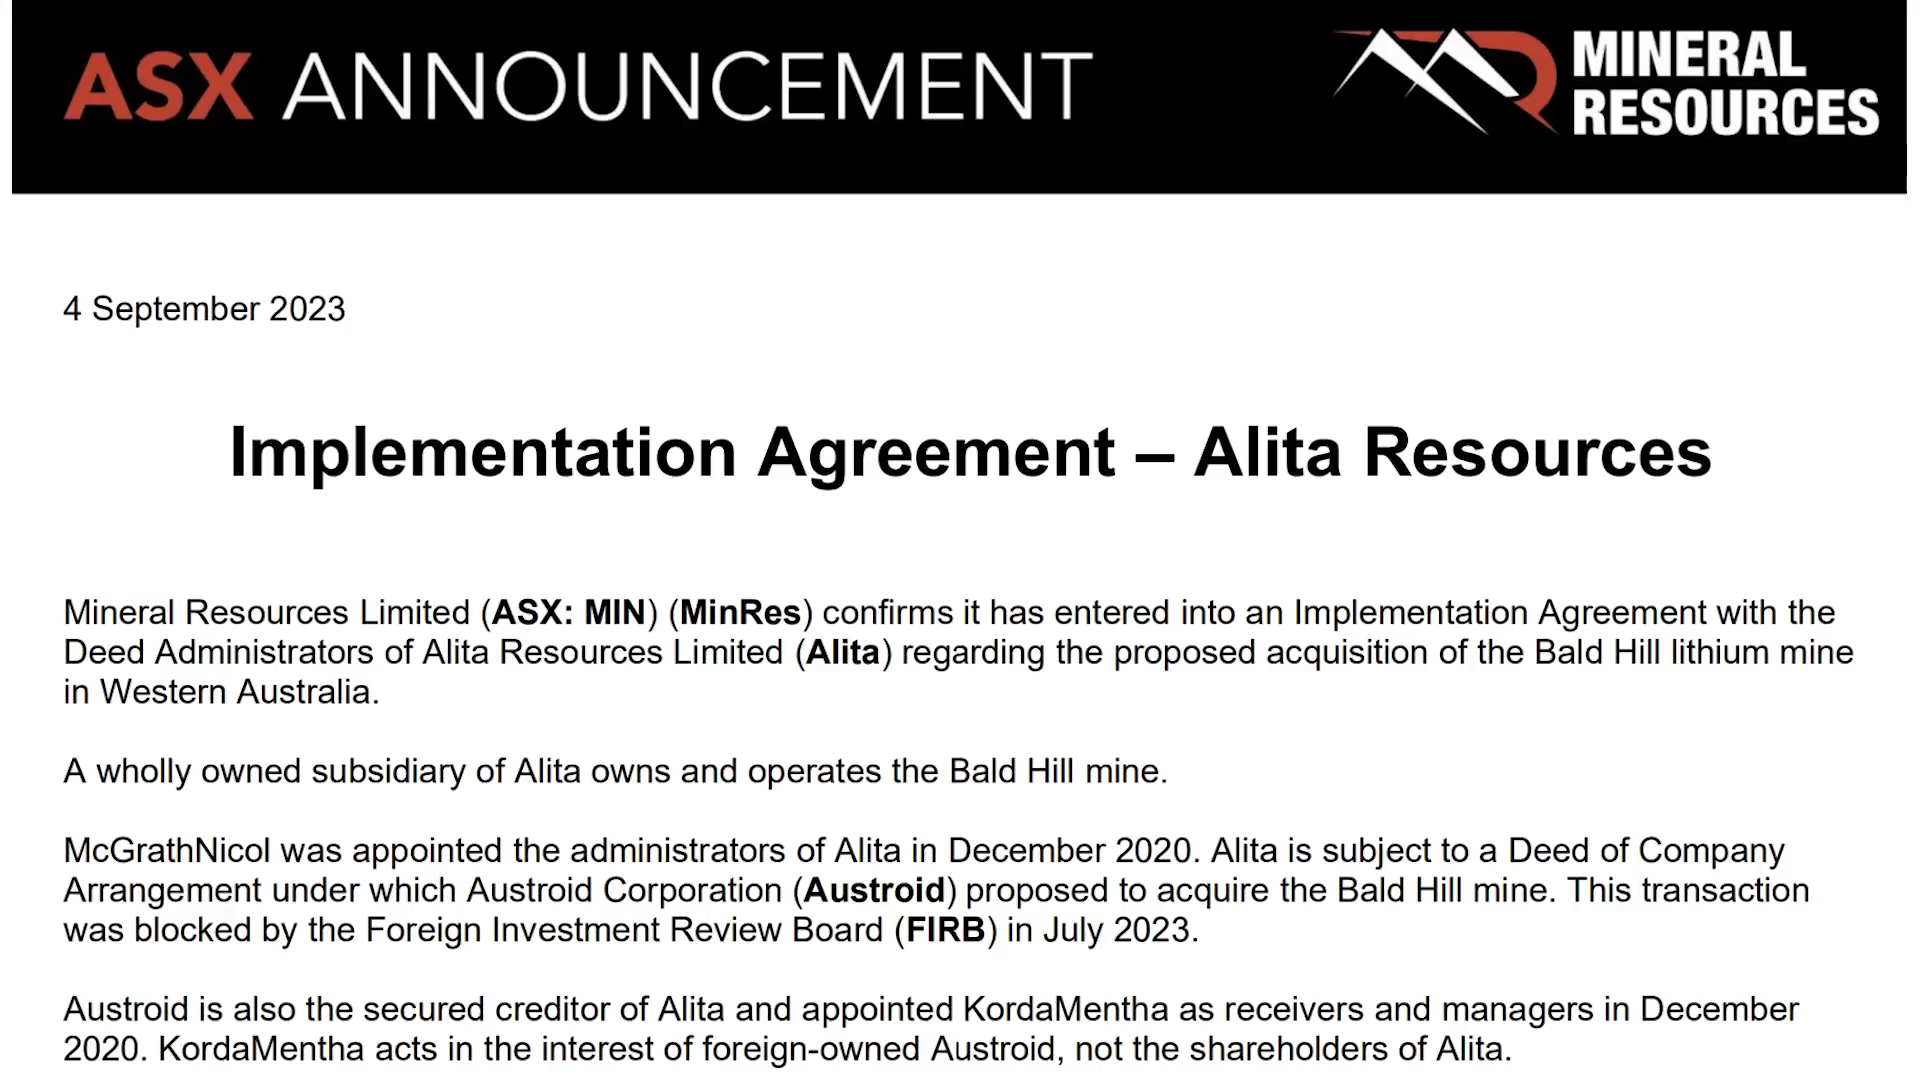 ASX ANNOUNCEMENT
MINERAL
RESOURCES
4 September 2023
Implementation Agreement – Alita Resources
Mineral Resources Limited (ASX: MIN) (MinRes) confirms it has entered into an Implementation Agreement with the
Deed Administrators of Alita Resources Limited (Alita) regarding the proposed acquisition of the Bald Hill lithium mine
in Western Australia.
A wholly owned subsidiary of Alita owns and operates the Bald Hill mine.
McGrathNicol was appointed the administrators of Alita in December 2020. Alita is subject to a Deed of Company
Arrangement under which Austroid Corporation (Austroid) proposed to acquire the Bald Hill mine. This transaction
was blocked by the Foreign Investment Review Board (FIRB) in July 2023.
Austroid is also the secured creditor of Alita and appointed KordaMentha as receivers and managers in December
2020. KordaMentha acts in the interest of foreign-owned Austroid, not the shareholders of Alita.